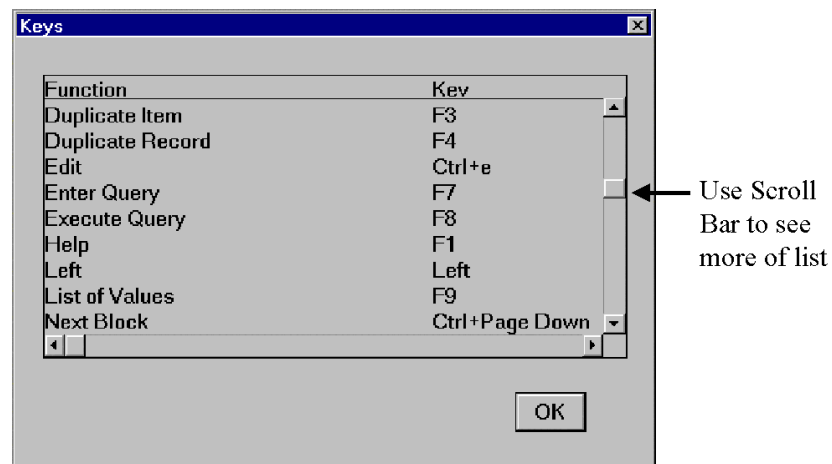 Keys
Function Key
Duplicate Item F3
Duplicate Record F4
Edit Ctrl+e
Enter Query F7
Execute Query F8
Help F1
Left Left
List of Values F9
Next Block Ctrl+Page Down
OK
Use Scroll
Bar to see
more of list